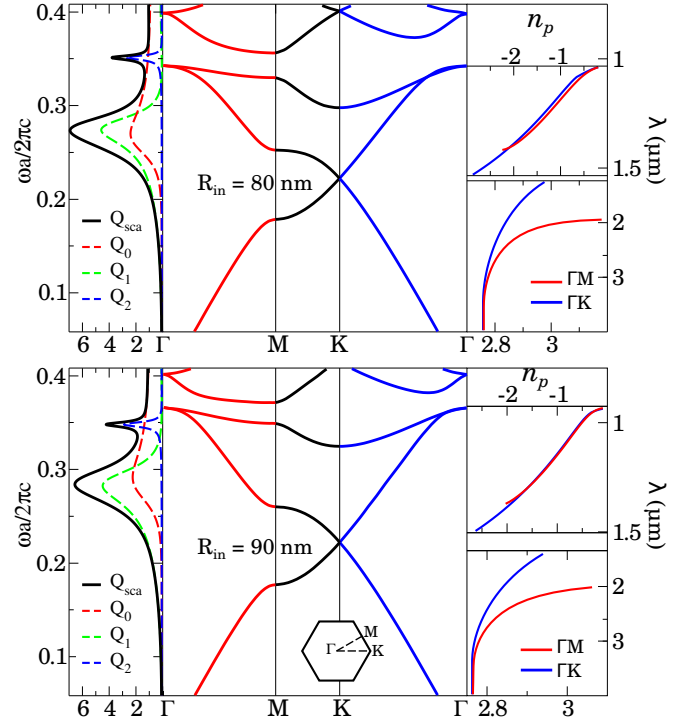 0.4
0.3
0.2
0.1
ωa/2πc
Q_sca
Q_0
Q_1
Q_2
6 4 2 Γ M K Γ
R_in = 80 nm
n_p
-2 -1
1
1.5
2
3
λ (μm)
ΓM
ΓK
2.8 3
0.4
0.3
0.2
0.1
ωa/2πc
Q_sca
Q_0
Q_1
Q_2
6 4 2 Γ M K Γ
R_in = 90 nm
Γ
M
K
n_p
-2 -1
1
1.5
2
3
λ (μm)
ΓM
ΓK
2.8 3